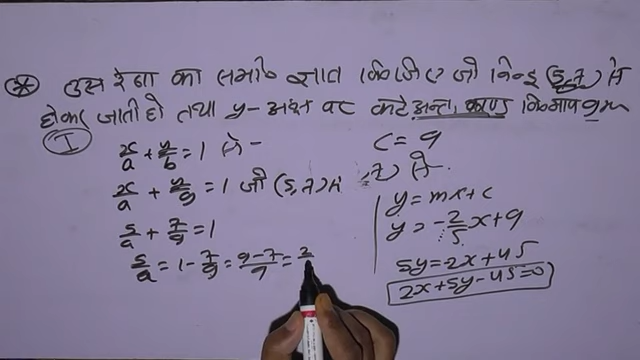 उस रेखा का समी० ज्ञात कीजिए जो बिन्दु (5,7) से
होकर जाती हो तथा y-अक्ष पर कटे अन्तः खण्ड की माप 9
I
x/a + y/b = 1 से -
x/a + y/9 = 1 जो (5,7) से
5/a + 7/9 = 1
5/a = 1 - 7/9 = 9-7/9 = 2
c = 9
,7) से.
y = mx+c
y = -2/5 x+9
5y = 2x+45
2x+5y-45=0